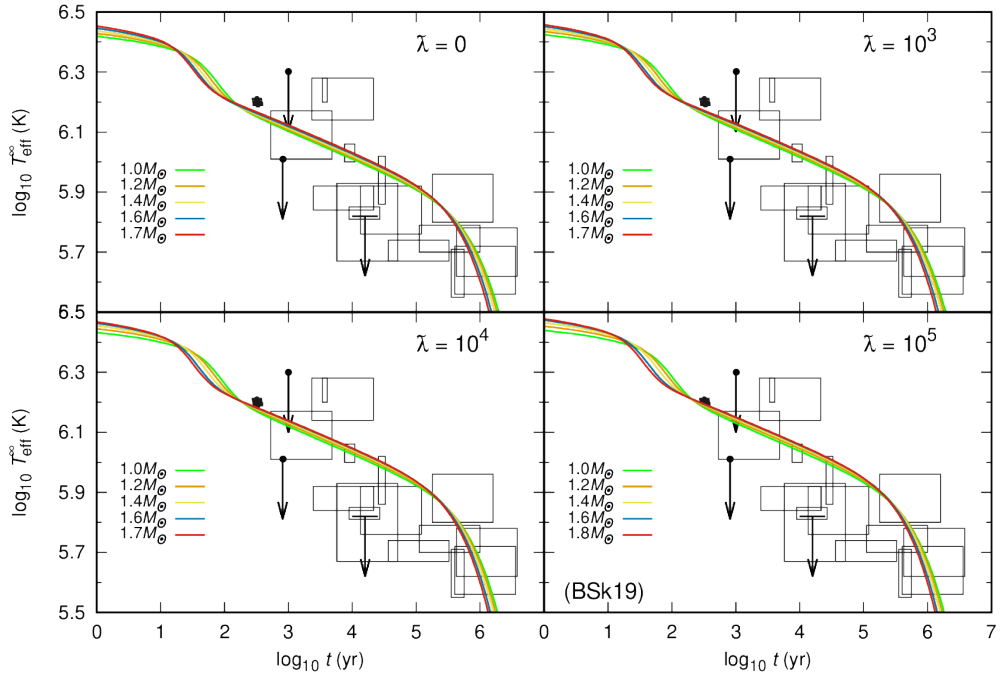 6.5
6.3
6.1
5.9
5.7
5.5
log₁₀ T∞eff (K)
λ̃ = 0
1.0M⊙
1.2M⊙
1.4M⊙
1.6M⊙
1.7M⊙
λ̃ = 10³
1.0M⊙
1.2M⊙
1.4M⊙
1.6M⊙
1.7M⊙
6.3
6.1
5.9
5.7
5.5
log₁₀ T∞eff (K)
λ̃ = 10⁴
1.0M⊙
1.2M⊙
1.4M⊙
1.6M⊙
1.7M⊙
λ̃ = 10⁵
1.0M⊙
1.2M⊙
1.4M⊙
1.6M⊙
1.8M⊙
(BSk19)
0 1 2 3 4 5 6 0 1 2 3 4 5 6 7
log₁₀ t (yr)
log₁₀ t (yr)